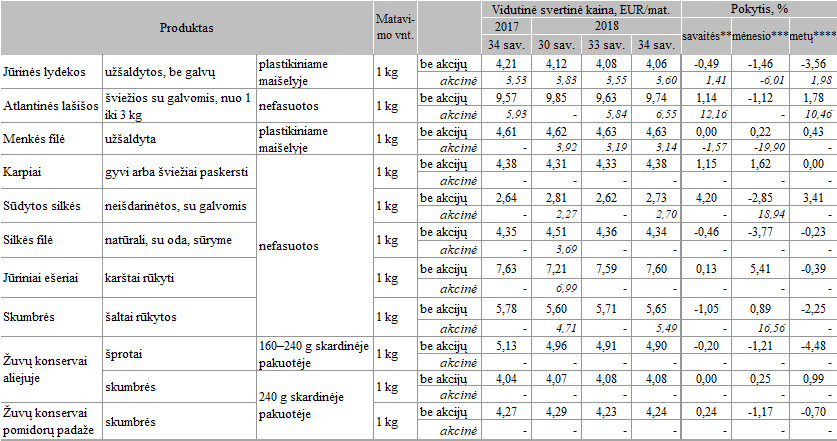 Produktas Matavi-mo vnt. Vidutinė svertinė kaina, EUR/mat. Pokytis, %
2017 2018 savaitės** mėnesio*** metų****
34 sav. 30 sav. 33 sav. 34 sav.
Jūrinės lydekos užšaldytos, be galvų plastikiniame maišelyje 1 kg be akcijų 4,21 4,12 4,08 4,06 -0,49 -1,46 -3,56
akcinė 3,53 3,83 3,55 3,60 1,41 -6,01 1,98
Atlantinės lašišos šviežios su galvomis, nuo 1 iki 3 kg nefasuotos 1 kg be akcijų 9,57 9,85 9,63 9,74 1,14 -1,12 1,78
akcinė 5,93 - 5,84 6,55 12,16 - 10,46
Menkės filė užšaldyta plastikiniame maišelyje 1 kg be akcijų 4,61 4,62 4,63 4,63 0,00 0,22 0,43
akcinė - 3,92 3,19 3,14 -1,57 -19,90 -
Karpiai gyvi arba šviežiai paskersti nefasuotos 1 kg be akcijų 4,38 4,31 4,33 4,38 1,15 1,62 0,00
akcinė - - - - - - -
Sūdytos silkės neišdarinėtos, su galvomis 1 kg be akcijų 2,64 2,81 2,62 2,73 4,20 -2,85 3,41
akcinė - 2,27 - 2,70 - 18,94 -
Silkės filė natūrali, su oda, sūryme 1 kg be akcijų 4,35 4,51 4,36 4,34 -0,46 -3,77 -0,23
akcinė - 3,69 - - - - -
Jūriniai ešeriai karštai rūkyti 1 kg be akcijų 7,63 7,21 7,59 7,60 0,13 5,41 -0,39
akcinė - 6,99 - - - - -
Skumbrės šaltai rūkytos 1 kg be akcijų 5,78 5,60 5,71 5,65 -1,05 0,89 -2,25
akcinė - 4,71 - 5,49 - 16,56 -
Žuvų konservai aliejuje šprotai 160–240 g skardinėje pakuotėje 1 kg be akcijų 5,13 4,96 4,91 4,90 -0,20 -1,21 -4,48
akcinė - - - - - - -
skumbrės 240 g skardinėje pakuotėje 1 kg be akcijų 4,04 4,07 4,08 4,08 0,00 0,25 0,99
akcinė - - - - - - -
Žuvų konservai pomidorų padaže skumbrės 1 kg be akcijų 4,27 4,29 4,23 4,24 0,24 -1,17 -0,70
akcinė - - - - - - -